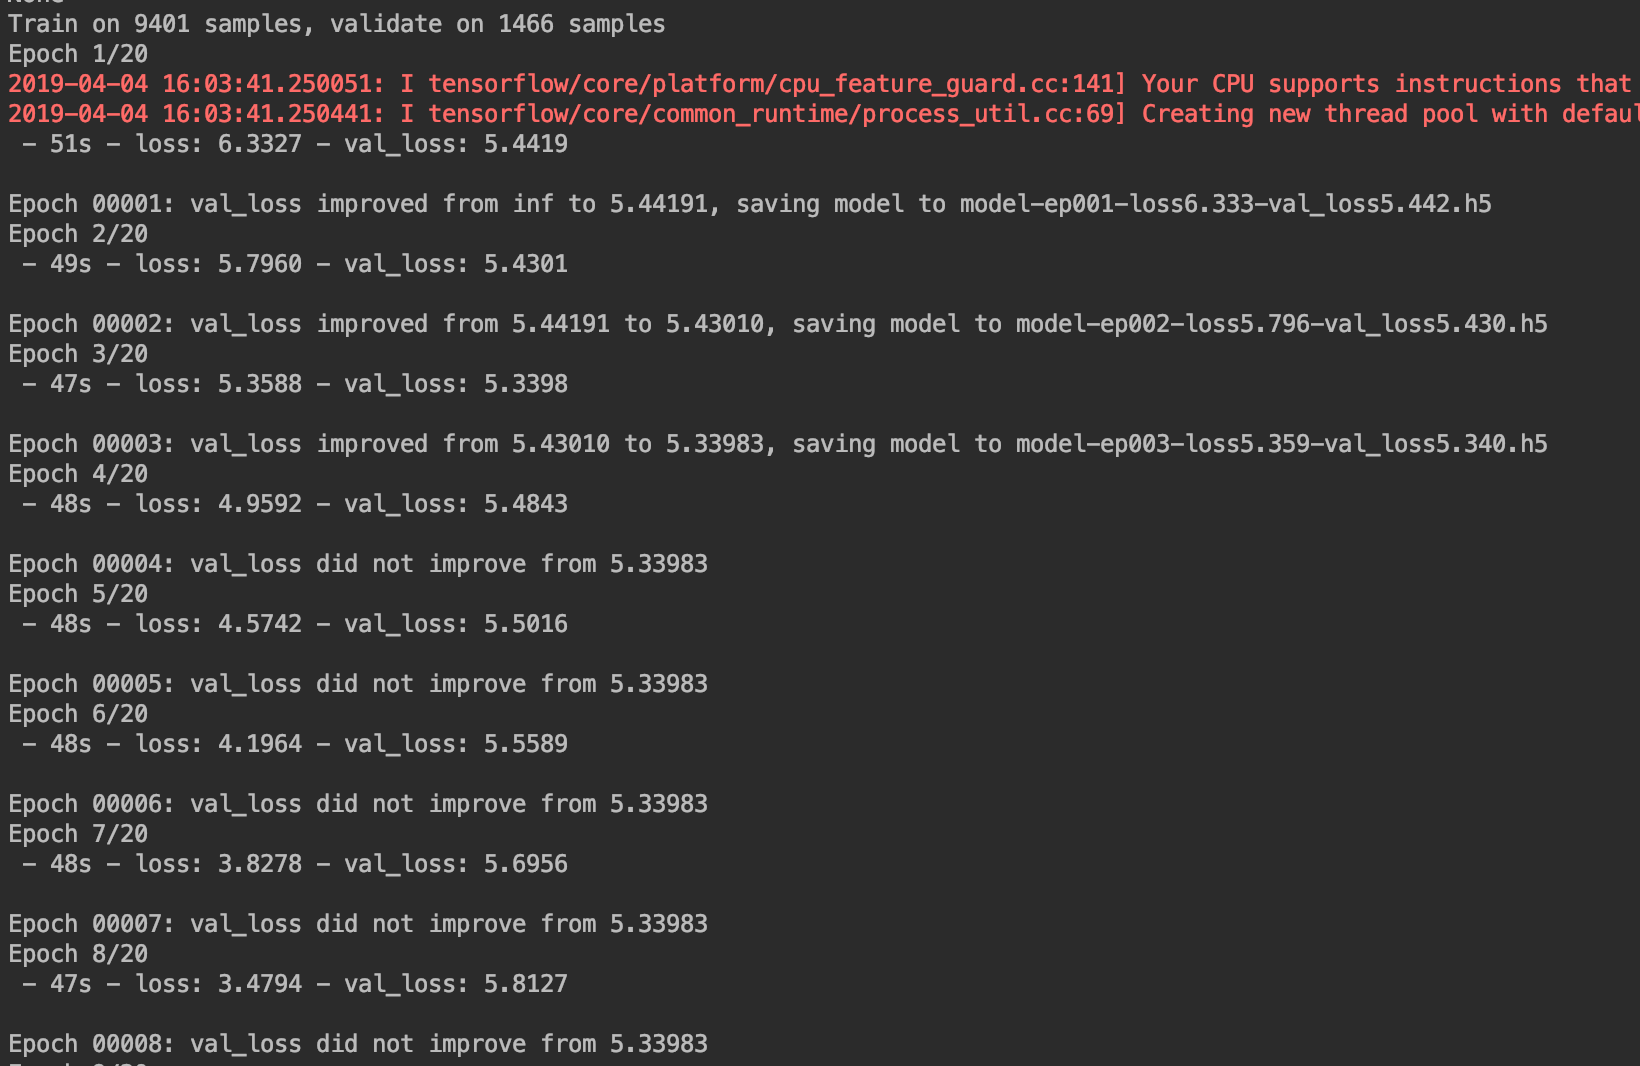 None
Train on 9401 samples, validate on 1466 samples
Epoch 1/20
2019-04-04 16:03:41.250051: I tensorflow/core/platform/cpu_feature_guard.cc:141] Your CPU supports instructions that
2019-04-04 16:03:41.250441: I tensorflow/core/common_runtime/process_util.cc:69] Creating new thread pool with defaul
 - 51s - loss: 6.3327 - val_loss: 5.4419
Epoch 00001: val_loss improved from inf to 5.44191, saving model to model-ep001-loss6.333-val_loss5.442.h5
Epoch 2/20
 - 49s - loss: 5.7960 - val_loss: 5.4301
Epoch 00002: val_loss improved from 5.44191 to 5.43010, saving model to model-ep002-loss5.796-val_loss5.430.h5
Epoch 3/20
 - 47s - loss: 5.3588 - val_loss: 5.3398
Epoch 00003: val_loss improved from 5.43010 to 5.33983, saving model to model-ep003-loss5.359-val_loss5.340.h5
Epoch 4/20
 - 48s - loss: 4.9592 - val_loss: 5.4843
Epoch 00004: val_loss did not improve from 5.33983
Epoch 5/20
 - 48s - loss: 4.5742 - val_loss: 5.5016
Epoch 00005: val_loss did not improve from 5.33983
Epoch 6/20
 - 48s - loss: 4.1964 - val_loss: 5.5589
Epoch 00006: val_loss did not improve from 5.33983
Epoch 7/20
 - 48s - loss: 3.8278 - val_loss: 5.6956
Epoch 00007: val_loss did not improve from 5.33983
Epoch 8/20
 - 47s - loss: 3.4794 - val_loss: 5.8127
Epoch 00008: val_loss did not improve from 5.33983